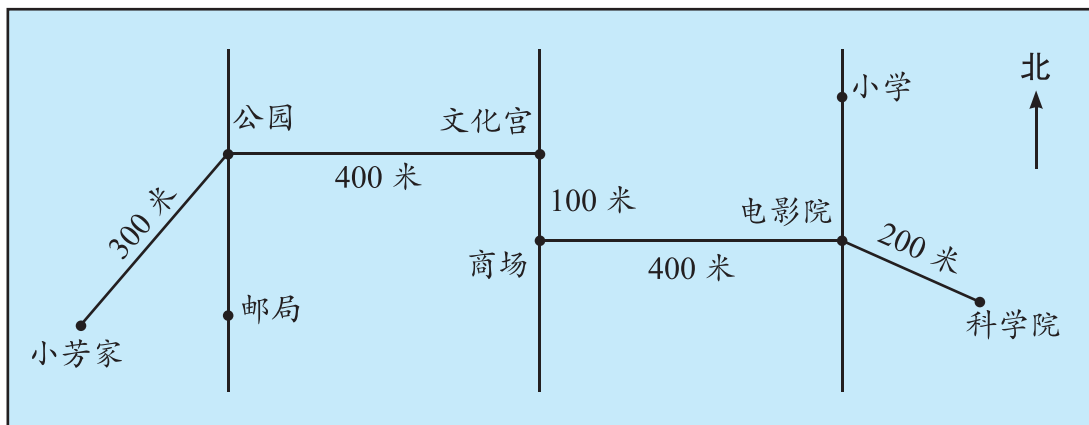 北
小学
公园
文化宫
400 米
300 米
100 米
电影院
商场
400 米
200 米
邮局
小芳家
科学院